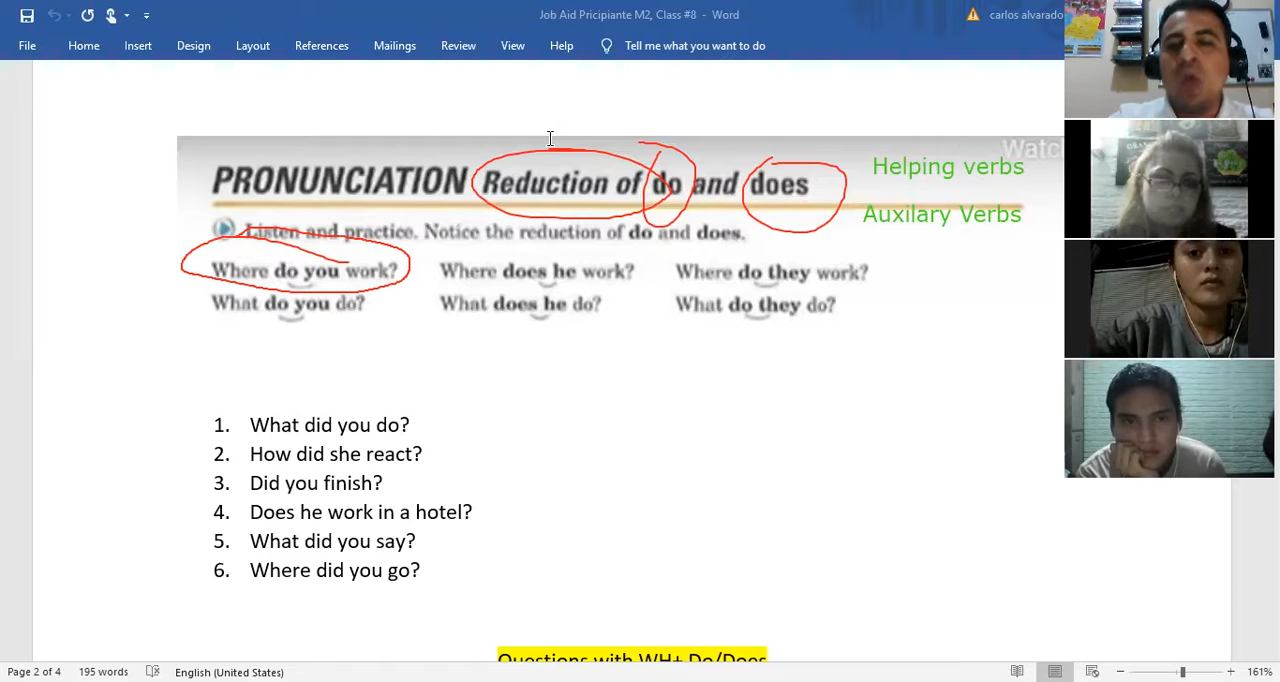 Job Aid Pricipiante M2, Class #8 - Word
carlos alvarado
File Home Insert Design Layout References Mailings Review View Help Tell me what you want to do
PRONUNCIATION Reduction of do and does
Helping verbs
Auxilary Verbs
Listen and practice. Notice the reduction of do and does.
Where do you work? Where does he work? Where do they work?
What do you do? What does he do? What do they do?
1. What did you do?
2. How did she react?
3. Did you finish?
4. Does he work in a hotel?
5. What did you say?
6. Where did you go?
Questions with WH+ Do/Does
Page 2 of 4 195 words English (United States) 161%